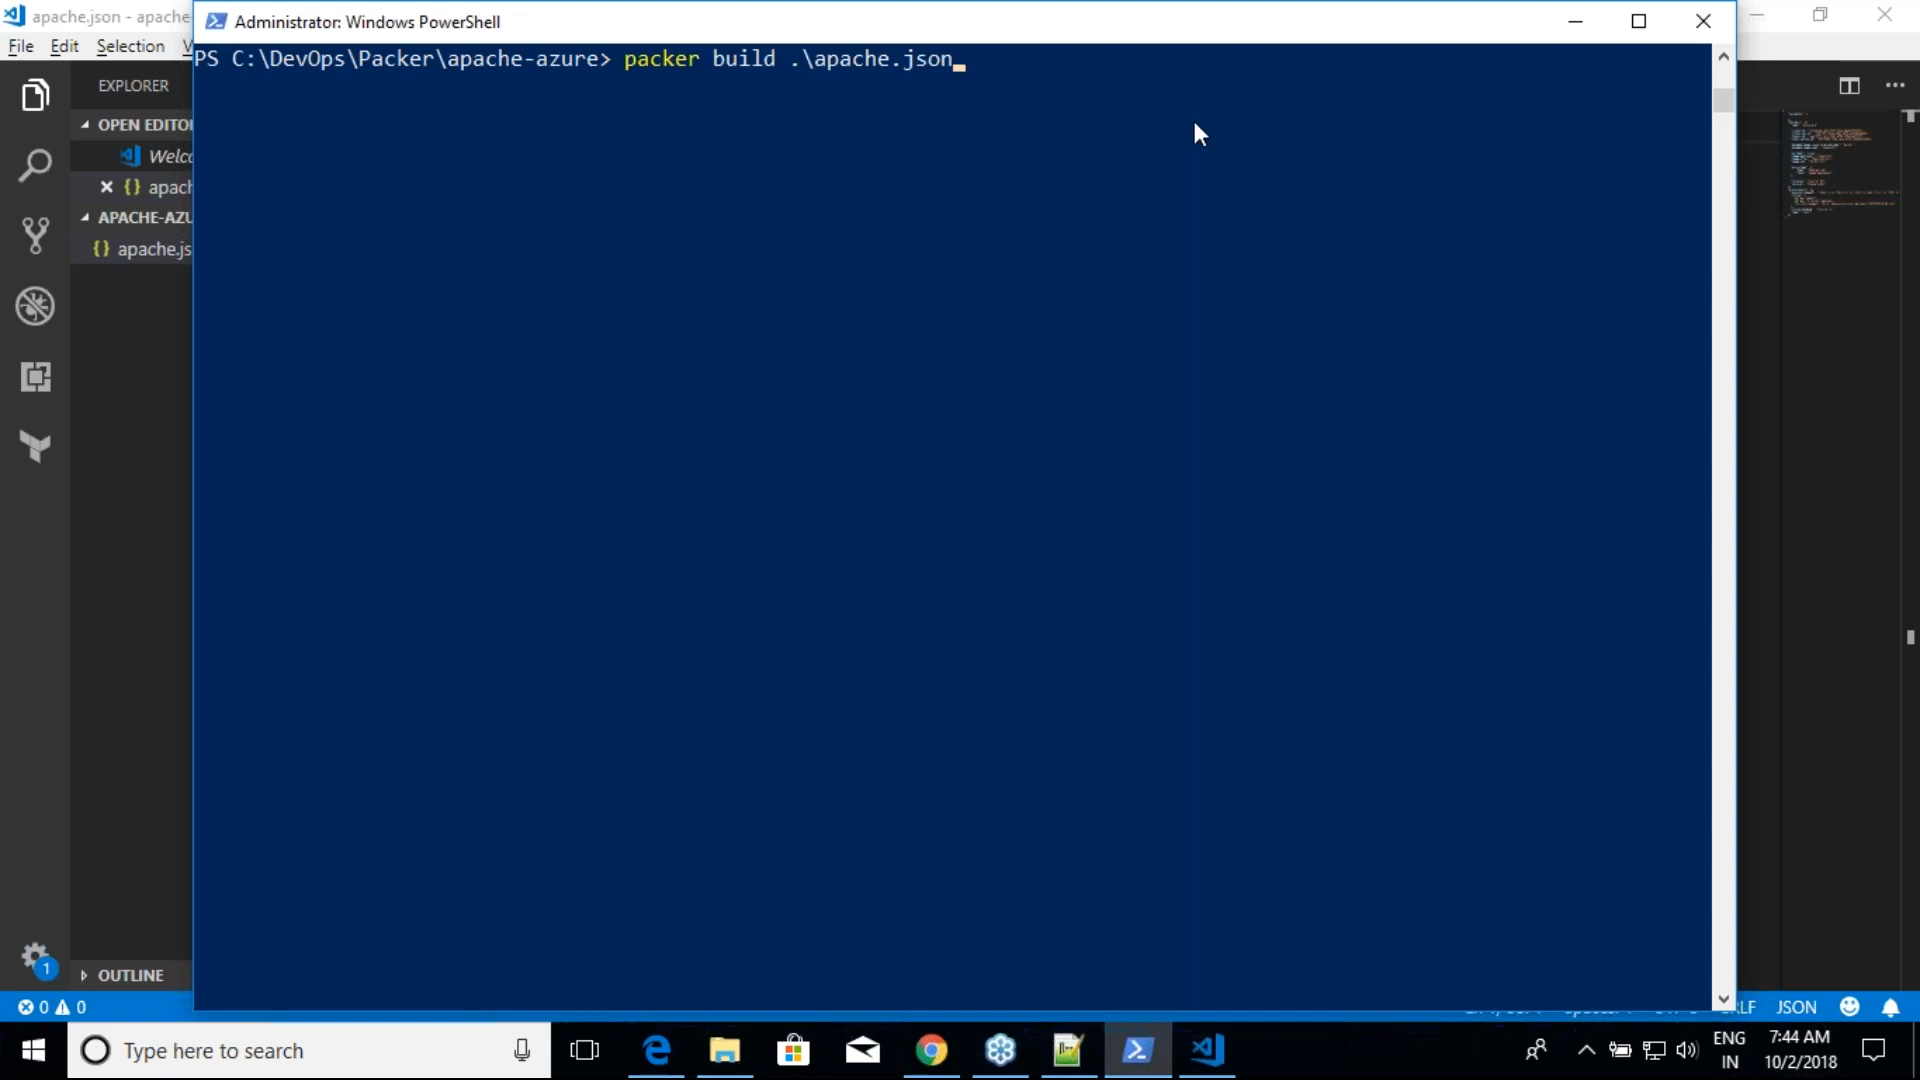 apache.json - apache-
Administrator: Windows PowerShell
File Edit Selection V
PS C:\DevOps\Packer\apache-azure> packer build .\apache.json
EXPLORER
OPEN EDITO
Welc
apach
APACHE-AZU
{} apache.js
1
OUTLINE
0 0
JSON
Type here to search
ENG
IN
7:44 AM
10/2/2018